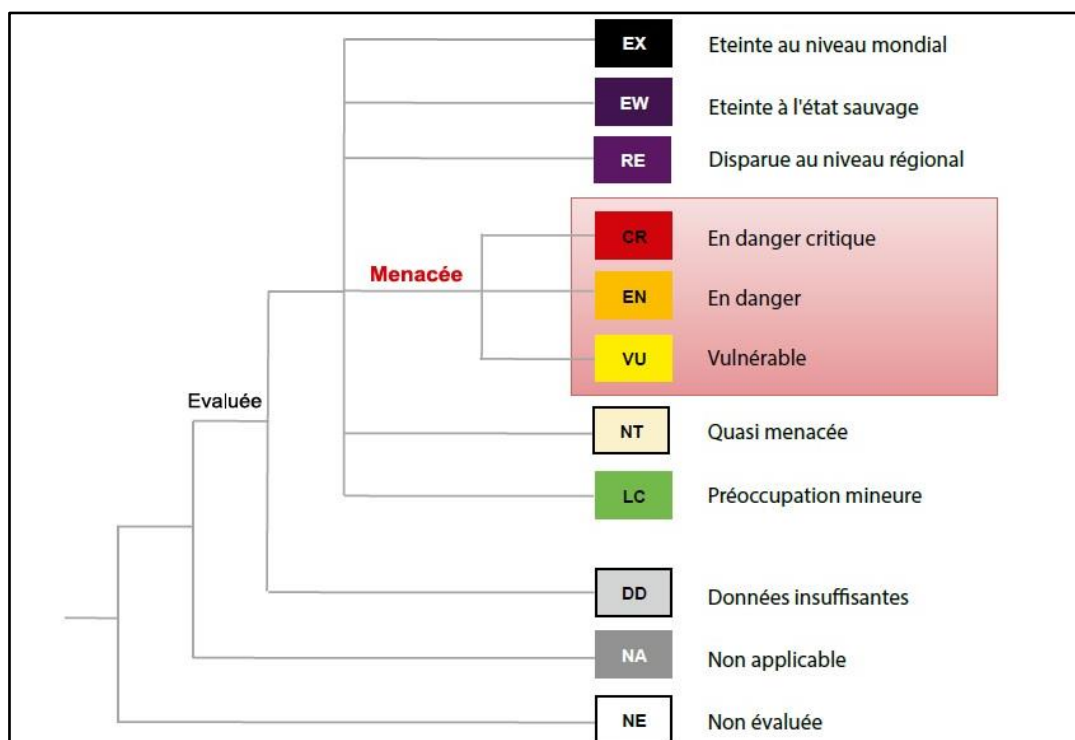 EX Eteinte au niveau mondial
EW Eteinte à l'état sauvage
RE Disparue au niveau régional
CR En danger critique
Menacée
EN En danger
VU Vulnérable
Evaluée
NT Quasi menacée
LC Préoccupation mineure
DD Données insuffisantes
NA Non applicable
NE Non évaluée